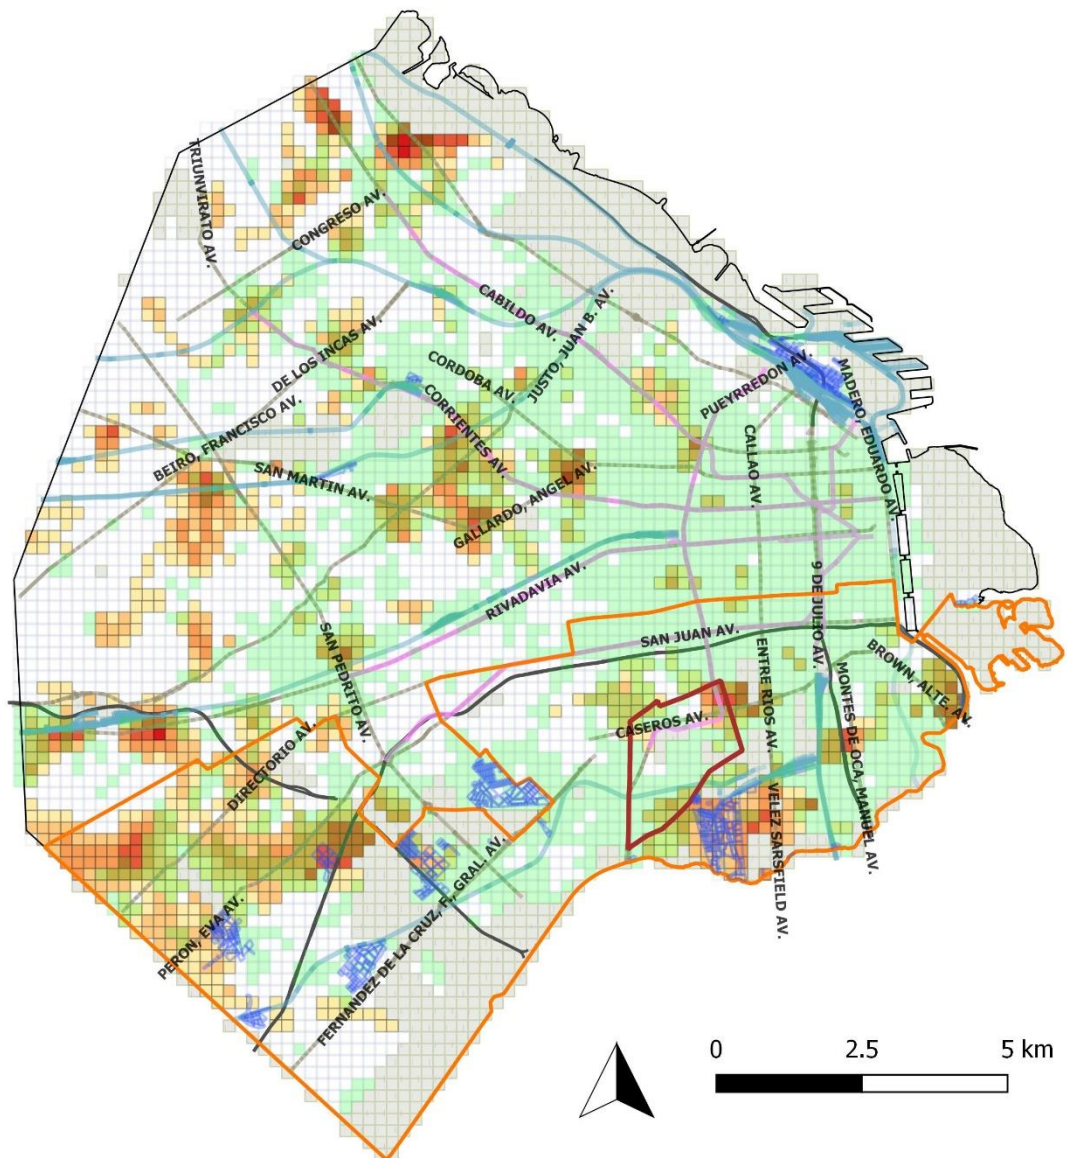 TRIUNVIRATO AV.
CONGRESO AV.
CABILDO AV.
JUSTO, JUAN B. AV.
DE LOS INCAS AV.
CORDOBA AV.
PUEYRREDON AV.
MADERO, EDUARDO AV.
BEIRO, FRANCISCO AV.
CORRIENTES AV.
CALLAO AV.
SAN MARTIN AV.
GALLARDO, ANGEL AV.
RIVADAVIA AV.
9 DE JULIO AV.
SAN PEDRITO AV.
SAN JUAN AV.
ENTRE RIOS AV.
BROWN, ALTE. AV.
MONTES DE OCA, MANUEL AV.
CASEROS AV.
DIRECTORIO AV.
VELEZ SARSFIELD AV.
PERON, EVA AV.
FERNANDEZ DE LA CRUZ, F., GRAL. AV.
0 2.5 5 km